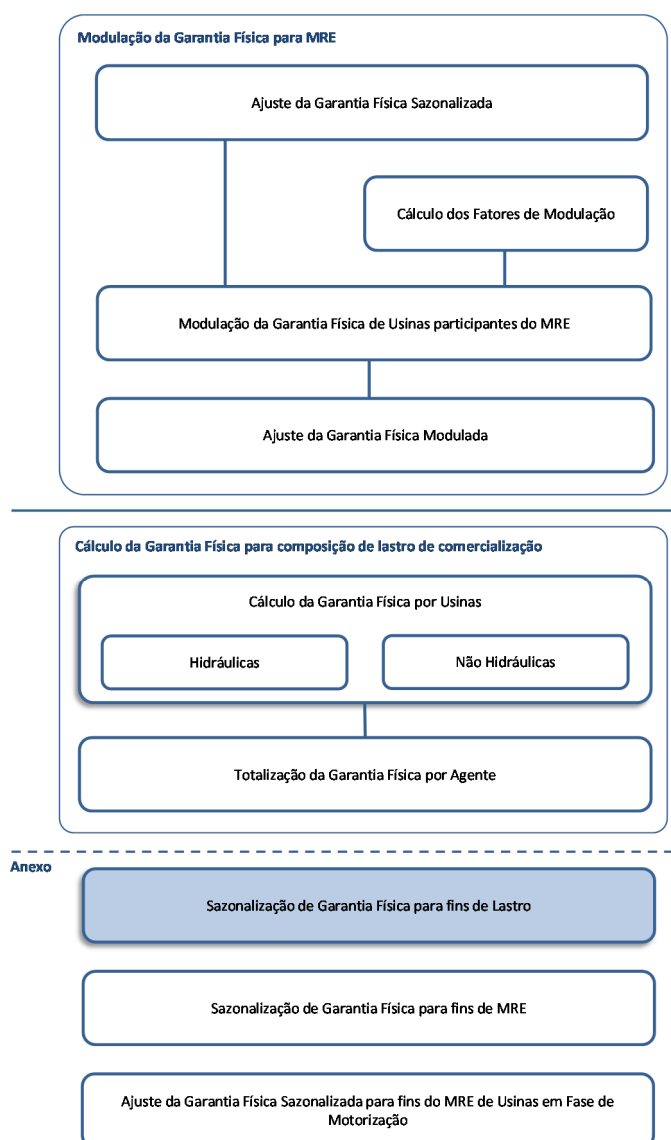 Modulação da Garantia Física para MRE
Ajuste da Garantia Física Sazonalizada
Cálculo dos Fatores de Modulação
Modulação da Garantia Física de Usinas participantes do MRE
Ajuste da Garantia Física Modulada
Cálculo da Garantia Física para composição de lastro de comercialização
Cálculo da Garantia Física por Usinas
Hidráulicas
Não Hidráulicas
Totalização da Garantia Física por Agente
Anexo
Sazonalização de Garantia Física para fins de Lastro
Sazonalização de Garantia Física para fins de MRE
Ajuste da Garantia Física Sazonalizada para fins do MRE de Usinas em Fase de
Motorização